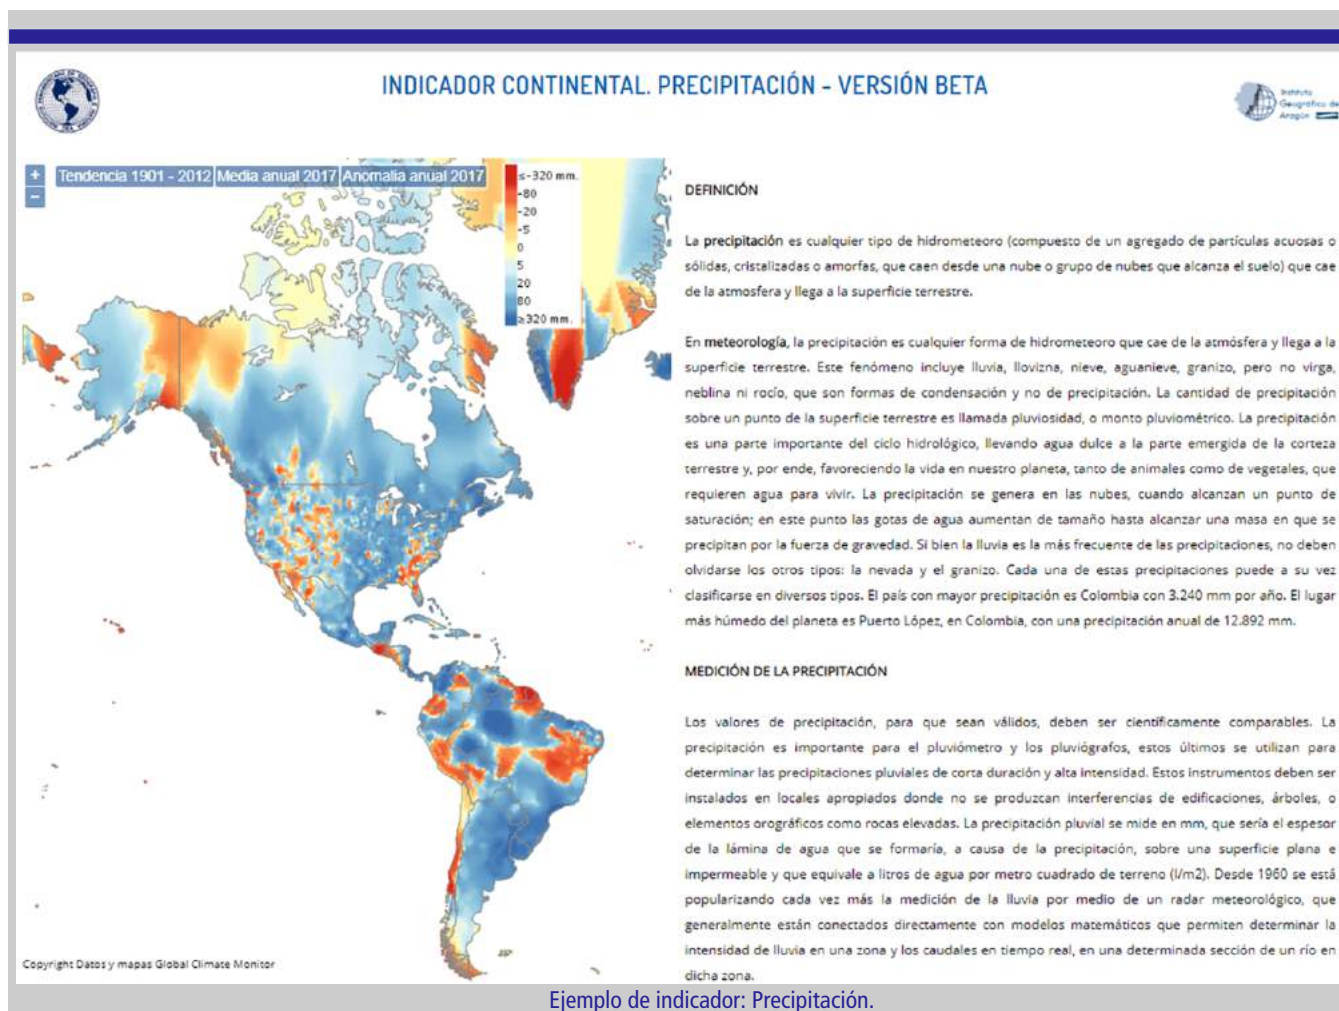 INDICADOR CONTINENTAL. PRECIPITACIÓN - VERSIÓN BETA
Instituto
Geográfico de
Aragón
+
-
Tendencia 1901 - 2012 Media anual 2017 Anomalia anual 2017
≤-320 mm.
-80
-20
-5
0
5
20
80
≥320 mm.
Copyright Datos y mapas Global Climate Monitor
DEFINICIÓN
La precipitación es cualquier tipo de hidrometeoro (compuesto de un agregado de partículas acuosas o
sólidas, cristalizadas o amorfas, que caen desde una nube o grupo de nubes que alcanza el suelo) que cae
de la atmosfera y llega a la superficie terrestre.
En meteorología, la precipitación es cualquier forma de hidrometeoro que cae de la atmósfera y llega a la
superficie terrestre. Este fenómeno incluye lluvia, llovizna, nieve, aguanieve, granizo, pero no virga,
neblina ni rocío, que son formas de condensación y no de precipitación. La cantidad de precipitación
sobre un punto de la superficie terrestre es llamada pluviosidad, o monto pluviométrico. La precipitación
es una parte importante del ciclo hidrológico, llevando agua dulce a la parte emergida de la corteza
terrestre y, por ende, favoreciendo la vida en nuestro planeta, tanto de animales como de vegetales, que
requieren agua para vivir. La precipitación se genera en las nubes, cuando alcanzan un punto de
saturación; en este punto las gotas de agua aumentan de tamaño hasta alcanzar una masa en que se
precipitan por la fuerza de gravedad. Si bien la lluvia es la más frecuente de las precipitaciones, no deben
olvidarse los otros tipos: la nevada y el granizo. Cada una de estas precipitaciones puede a su vez
clasificarse en diversos tipos. El país con mayor precipitación es Colombia con 3.240 mm por año. El lugar
más húmedo del planeta es Puerto López, en Colombia, con una precipitación anual de 12.892 mm.
MEDICIÓN DE LA PRECIPITACIÓN
Los valores de precipitación, para que sean válidos, deben ser científicamente comparables. La
precipitación es importante para el pluviómetro y los pluviógrafos, estos últimos se utilizan para
determinar las precipitaciones pluviales de corta duración y alta intensidad. Estos instrumentos deben ser
instalados en locales apropiados donde no se produzcan interferencias de edificaciones, árboles, o
elementos orográficos como rocas elevadas. La precipitación pluvial se mide en mm, que sería el espesor
de la lámina de agua que se formaría, a causa de la precipitación, sobre una superficie plana e
impermeable y que equivale a litros de agua por metro cuadrado de terreno (l/m2). Desde 1960 se está
popularizando cada vez más la medición de la lluvia por medio de un radar meteorológico, que
generalmente están conectados directamente con modelos matemáticos que permiten determinar la
intensidad de lluvia en una zona y los caudales en tiempo real, en una determinada sección de un río en
dicha zona.
Ejemplo de indicador: Precipitación.